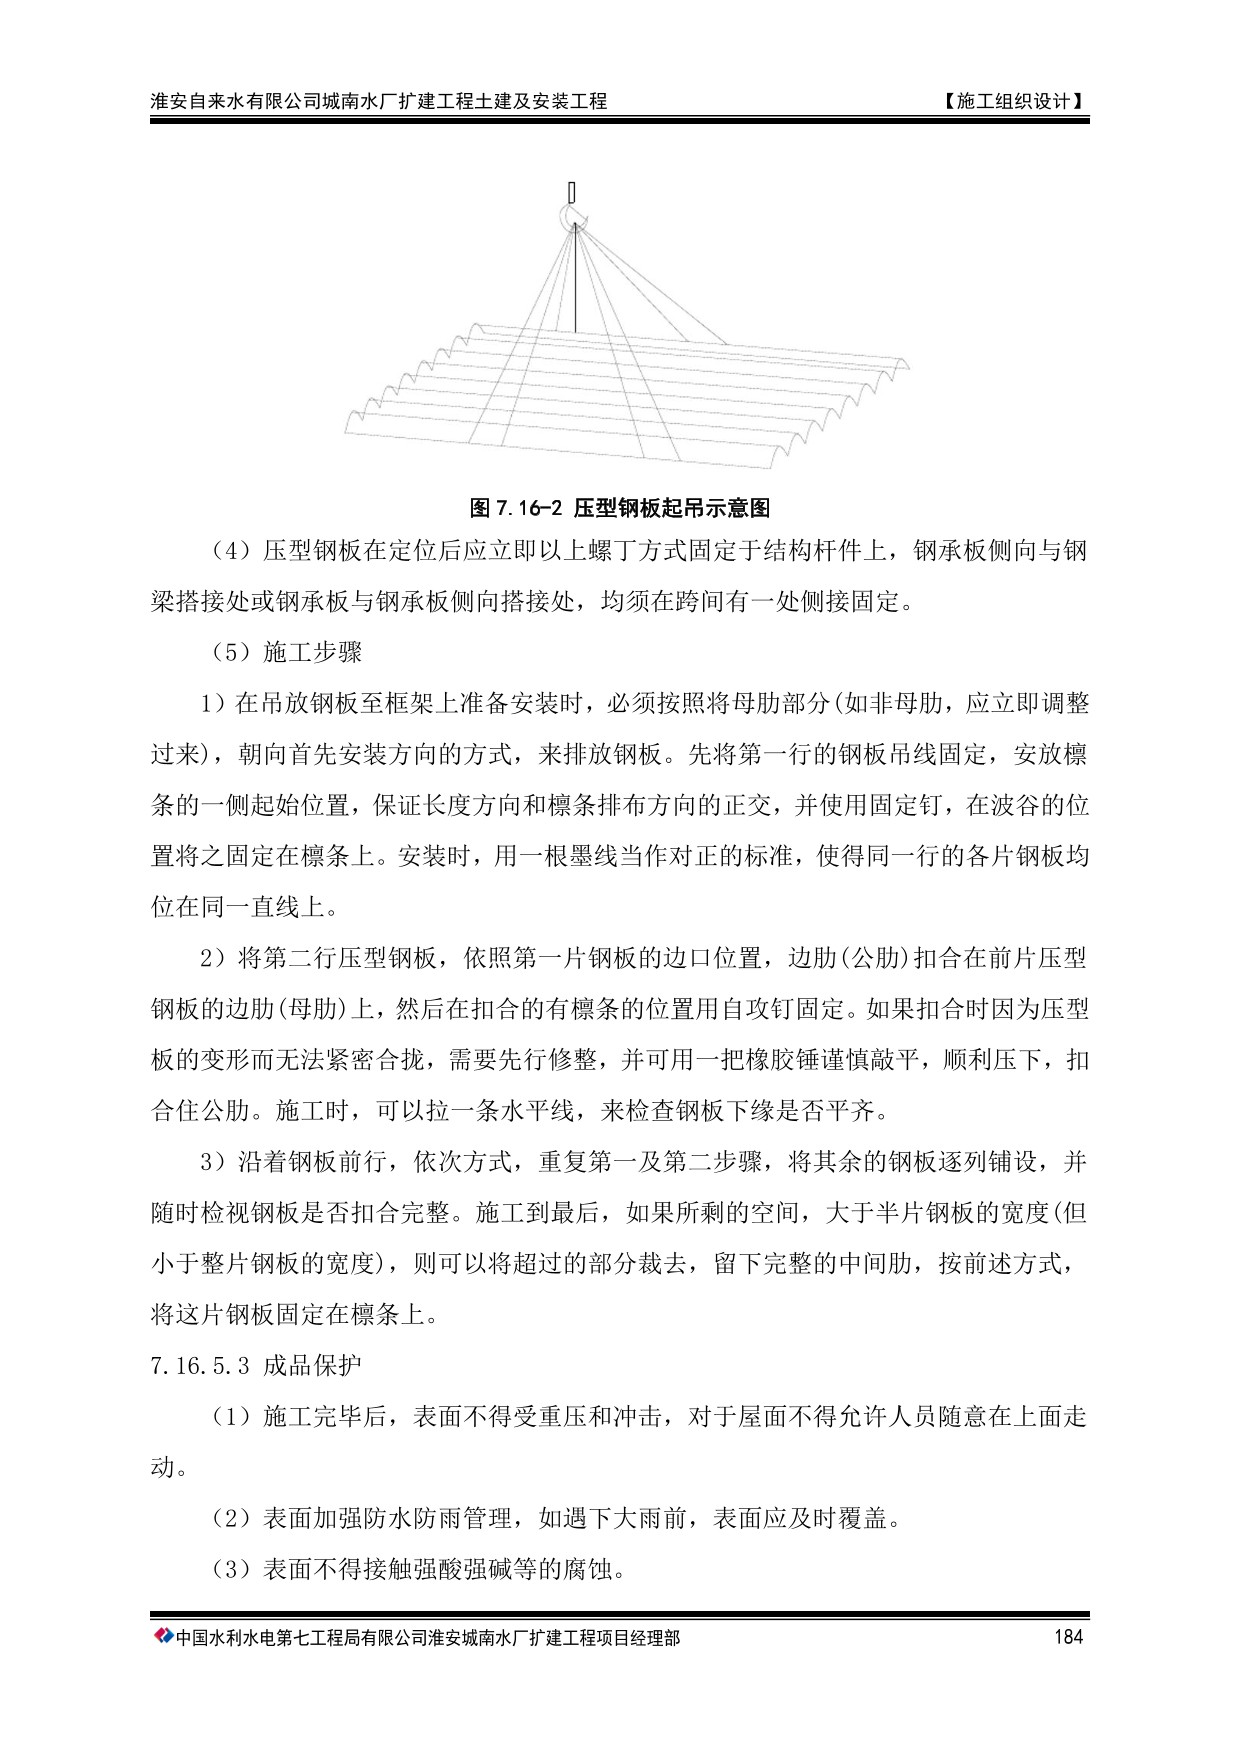 淮安自来水有限公司城南水厂扩建工程土建及安装工程 【施工组织设计】
图 7.16-2 压型钢板起吊示意图
（4）压型钢板在定位后应立即以上螺丁方式固定于结构杆件上，钢承板侧向与钢
梁搭接处或钢承板与钢承板侧向搭接处，均须在跨间有一处侧接固定。
（5）施工步骤
1）在吊放钢板至框架上准备安装时，必须按照将母肋部分(如非母肋，应立即调整
过来)，朝向首先安装方向的方式，来排放钢板。先将第一行的钢板吊线固定，安放檩
条的一侧起始位置，保证长度方向和檩条排布方向的正交，并使用固定钉，在波谷的位
置将之固定在檩条上。安装时，用一根墨线当作对正的标准，使得同一行的各片钢板均
位在同一直线上。
2）将第二行压型钢板，依照第一片钢板的边口位置，边肋(公肋)扣合在前片压型
钢板的边肋(母肋)上，然后在扣合的有檩条的位置用自攻钉固定。如果扣合时因为压型
板的变形而无法紧密合拢，需要先行修整，并可用一把橡胶锤谨慎敲平，顺利压下，扣
合住公肋。施工时，可以拉一条水平线，来检查钢板下缘是否平齐。
3）沿着钢板前行，依次方式，重复第一及第二步骤，将其余的钢板逐列铺设，并
随时检视钢板是否扣合完整。施工到最后，如果所剩的空间，大于半片钢板的宽度(但
小于整片钢板的宽度)，则可以将超过的部分裁去，留下完整的中间肋，按前述方式，
将这片钢板固定在檩条上。
7.16.5.3 成品保护
（1）施工完毕后，表面不得受重压和冲击，对于屋面不得允许人员随意在上面走
动。
（2）表面加强防水防雨管理，如遇下大雨前，表面应及时覆盖。
（3）表面不得接触强酸强碱等的腐蚀。
中国水利水电第七工程局有限公司淮安城南水厂扩建工程项目经理部 184